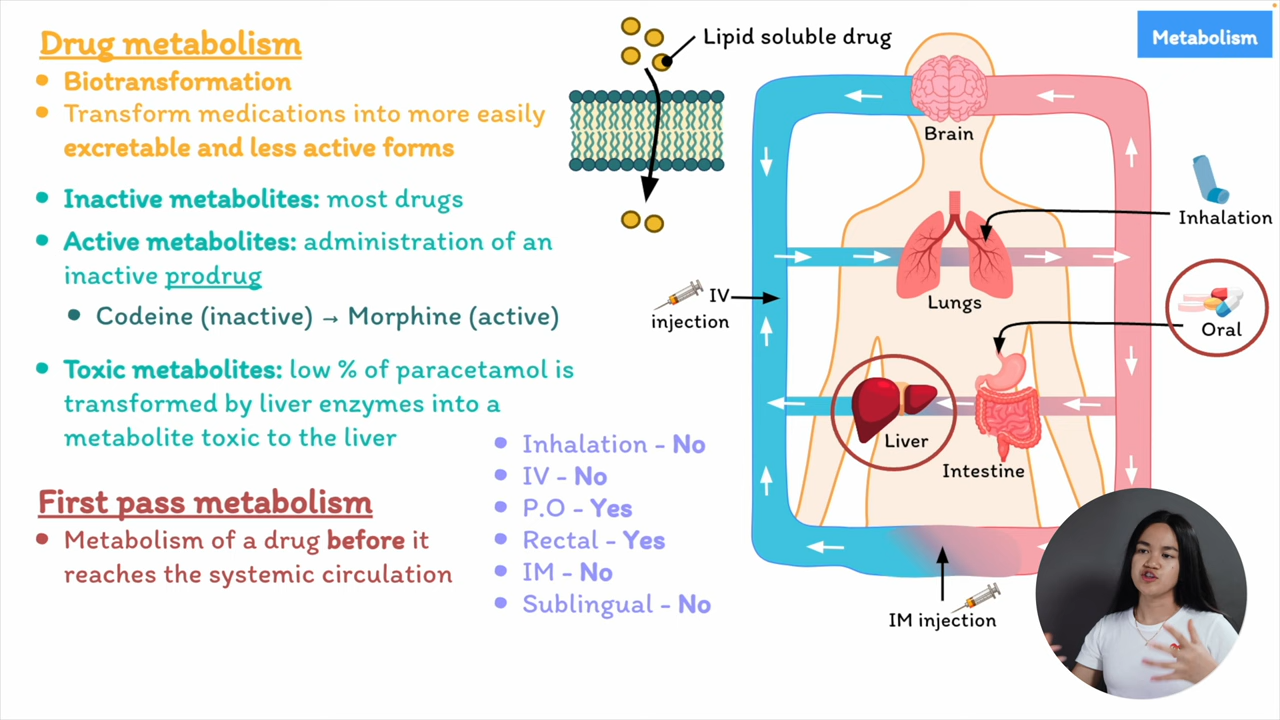 Drug metabolism
• Biotransformation
• Transform medications into more easily
excretable and less active forms
• Inactive metabolites: most drugs
• Active metabolites: administration of an
inactive prodrug
• Codeine (inactive) → Morphine (active)
• Toxic metabolites: low % of paracetamol is
transformed by liver enzymes into a
metabolite toxic to the liver
First pass metabolism
• Metabolism of a drug before it
reaches the systemic circulation
• Inhalation - No
• IV - No
• P.O - Yes
• Rectal - Yes
• IM - No
• Sublingual - No
Lipid soluble drug
Metabolism
Brain
Inhalation
Lungs
IV
injection
Oral
Liver
Intestine
IM injection